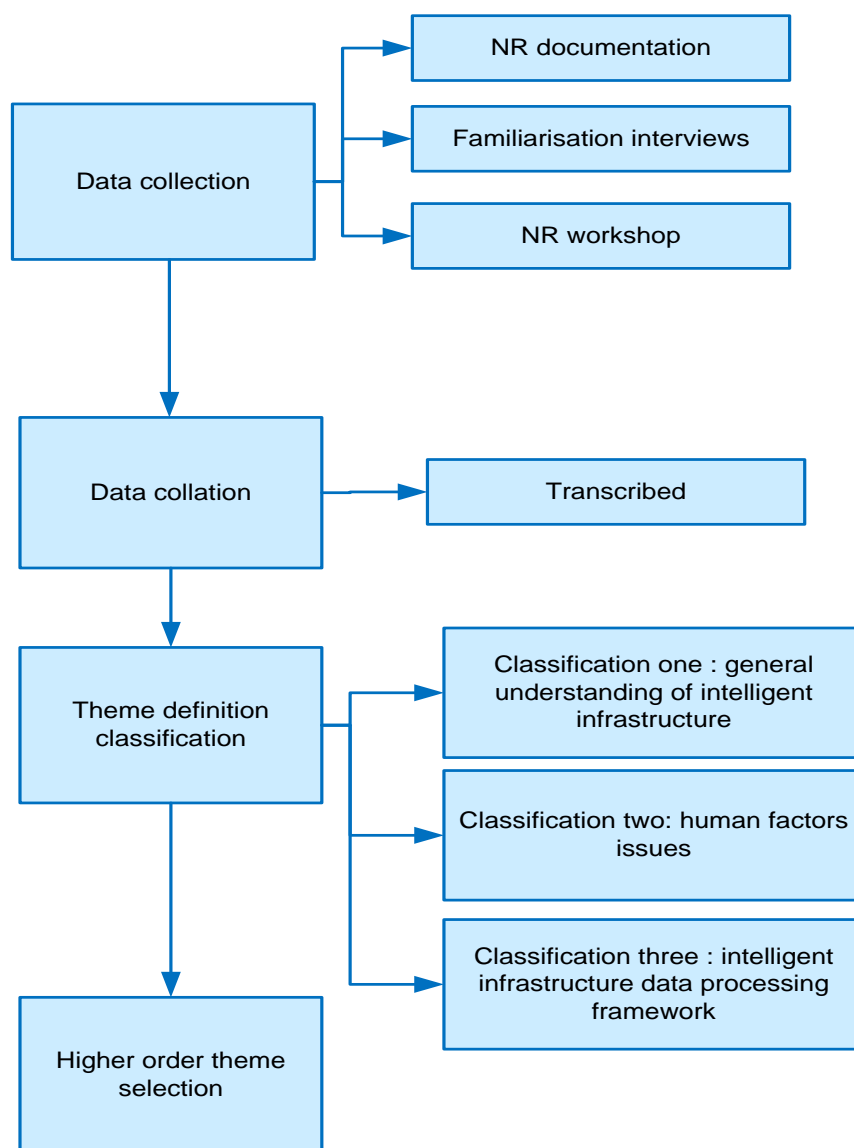 NR documentation
Familiarisation interviews
Data collection
NR workshop
Data collation
Transcribed
Theme definition
classification
Classification one : general
understanding of intelligent
infrastructure
Classification two: human factors
issues
Classification three : intelligent
infrastructure data processing
framework
Higher order theme
selection